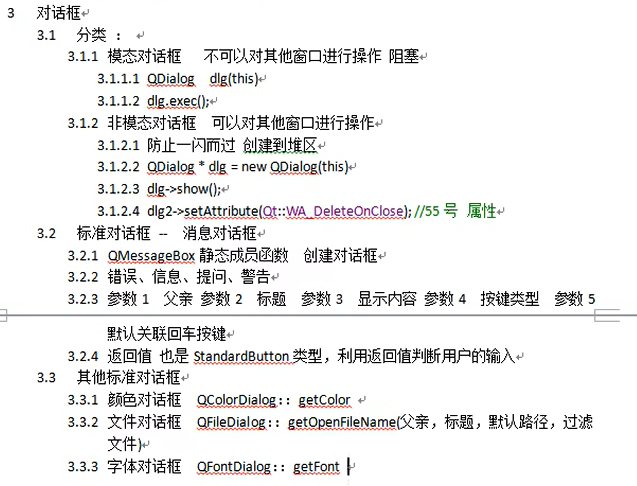 3 对话框
3.1 分类 ：
3.1.1 模态对话框 不可以对其他窗口进行操作 阻塞
3.1.1.1 QDialog dlg(this)
3.1.1.2 dlg.exec();
3.1.2 非模态对话框 可以对其他窗口进行操作
3.1.2.1 防止一闪而过 创建到堆区
3.1.2.2 QDialog * dlg = new QDialog(this)
3.1.2.3 dlg->show();
3.1.2.4 dlg2->setAttribute(Qt::WA_DeleteOnClose); //55 号 属性
3.2 标准对话框 -- 消息对话框
3.2.1 QMessageBox 静态成员函数 创建对话框
3.2.2 错误、信息、提问、警告
3.2.3 参数 1 父亲 参数 2 标题 参数 3 显示内容 参数 4 按键类型 参数 5
默认关联回车按键
3.2.4 返回值 也是 StandardButton 类型，利用返回值判断用户的输入
3.3 其他标准对话框
3.3.1 颜色对话框 QColorDialog：：getColor
3.3.2 文件对话框 QFileDialog：：getOpenFileName(父亲，标题，默认路径，过滤
文件)
3.3.3 字体对话框 QFontDialog：：getFont